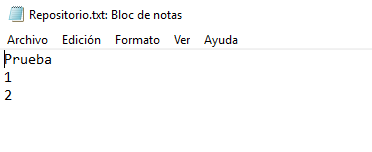 Repositorio.txt: Bloc de notas
Archivo Edición Formato Ver Ayuda
Prueba
1
2